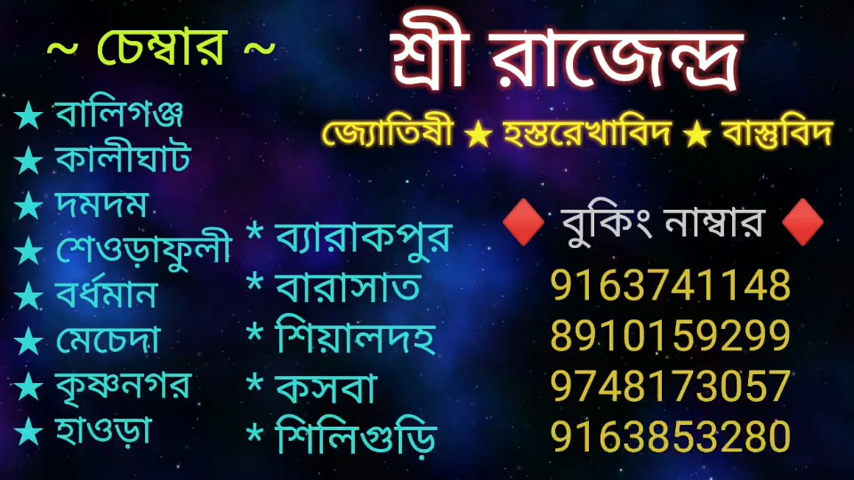 ~ চেম্বার ~
★ বালিগঞ্জ
★ কালীঘাট
★ দমদম
★ শেওড়াফুলী
★ বর্ধমান
★ মেচেদা
★ কৃষ্ণনগর
★ হাওড়া
* ব্যারাকপুর
* বারাসাত
* শিয়ালদহ
* কসবা
* শিলিগুড়ি
শ্রী রাজেন্দ্র
জ্যোতিষী ★ হস্তরেখাবিদ ★ বাস্তুবিদ
♦ বুকিং নাম্বার ♦
9163741148
8910159299
9748173057
9163853280